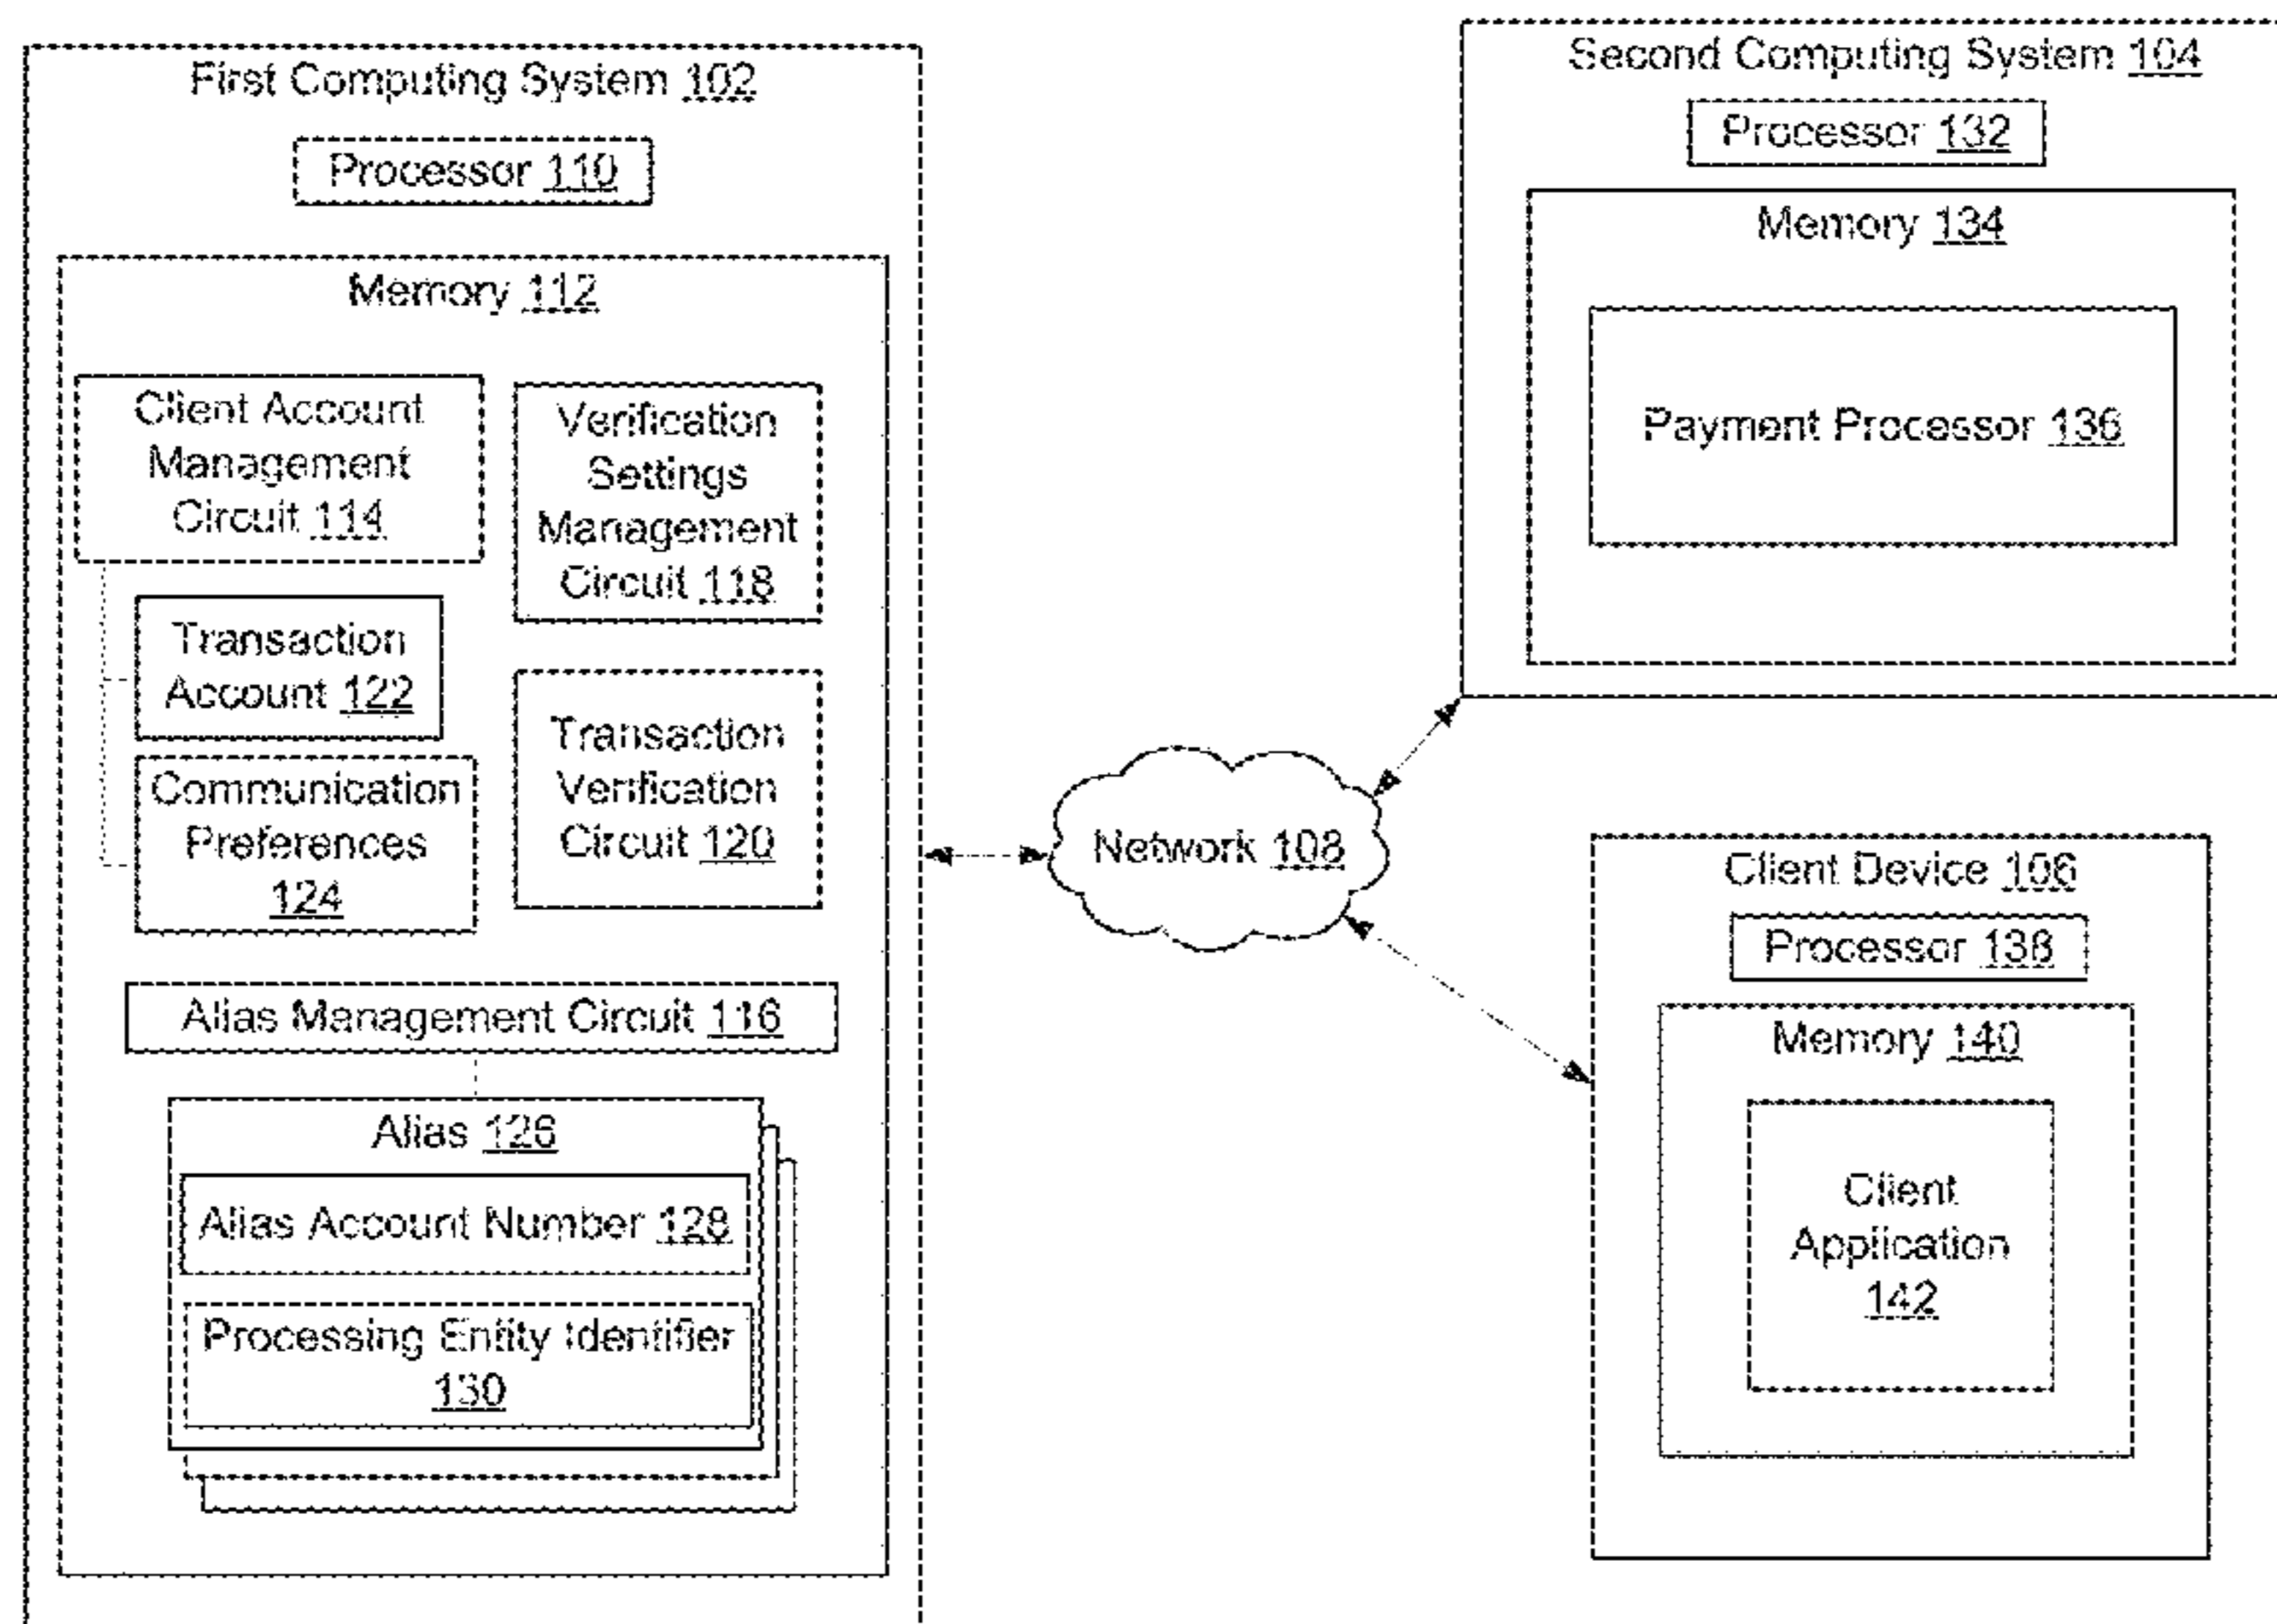 First Computing System 102
Processor 110
Memory 112
Client Account
Management
Circuit 114
Verification
Settings
Management
Circuit 118
Transaction
Account 122
Communication
Preferences
124
Transaction
Verification
Circuit 120
Alias Management Circuit 116
Alias 126
Alias Account Number 128
Processing Entity Identifier
130
Network 108
Second Computing System 104
Processor 132
Memory 134
Payment Processor 136
Client Device 106
Processor 138
Memory 140
Client
Application
142